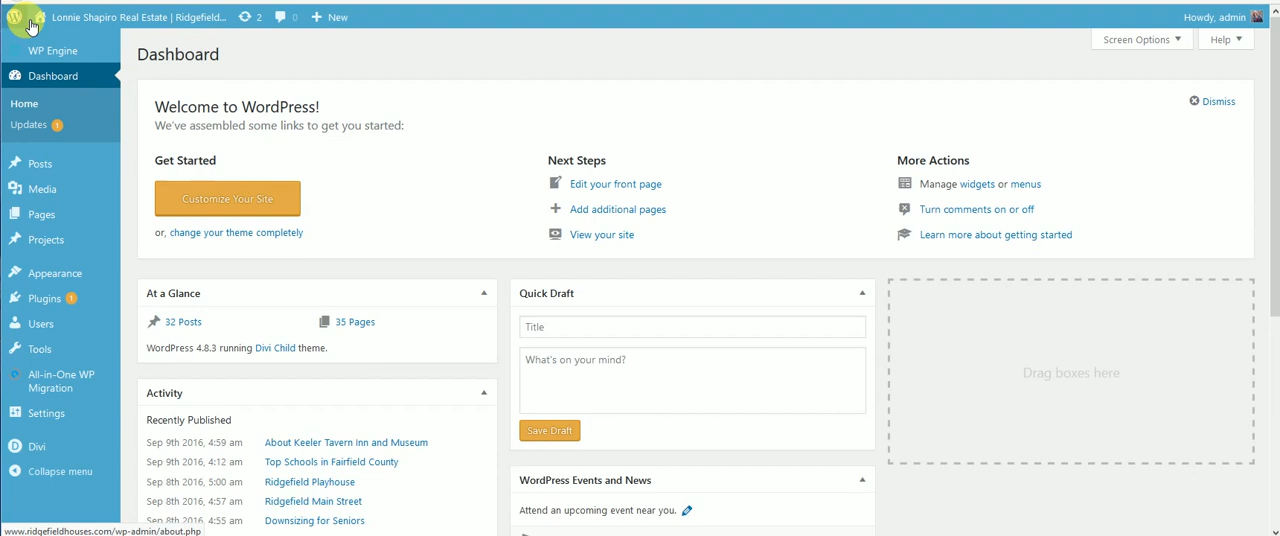 Lonnie Shapiro Real Estate | Ridgefield... 2 0 + New Howdy, admin
WP Engine
Dashboard
Home
Updates 1
Posts
Media
Pages
Projects
Appearance
Plugins 1
Users
Tools
All-in-One WP
Migration
Settings
Divi
Collapse menu
Dashboard
Screen Options Help
Welcome to WordPress!
We've assembled some links to get you started:
Dismiss
Get Started
Customize Your Site
or, change your theme completely
Next Steps
Edit your front page
Add additional pages
View your site
More Actions
Manage widgets or menus
Turn comments on or off
Learn more about getting started
At a Glance
32 Posts 35 Pages
WordPress 4.8.3 running Divi Child theme.
Activity
Recently Published
Sep 9th 2016, 4:59 am About Keeler Tavern Inn and Museum
Sep 9th 2016, 4:12 am Top Schools in Fairfield County
Sep 8th 2016, 5:00 am Ridgefield Playhouse
Sep 8th 2016, 4:57 am Ridgefield Main Street
Sep 8th 2016, 4:55 am Downsizing for Seniors
Quick Draft
Title
What's on your mind?
Save Draft
WordPress Events and News
Attend an upcoming event near you.
Drag boxes here
www.ridgefieldhouses.com/wp-admin/about.php